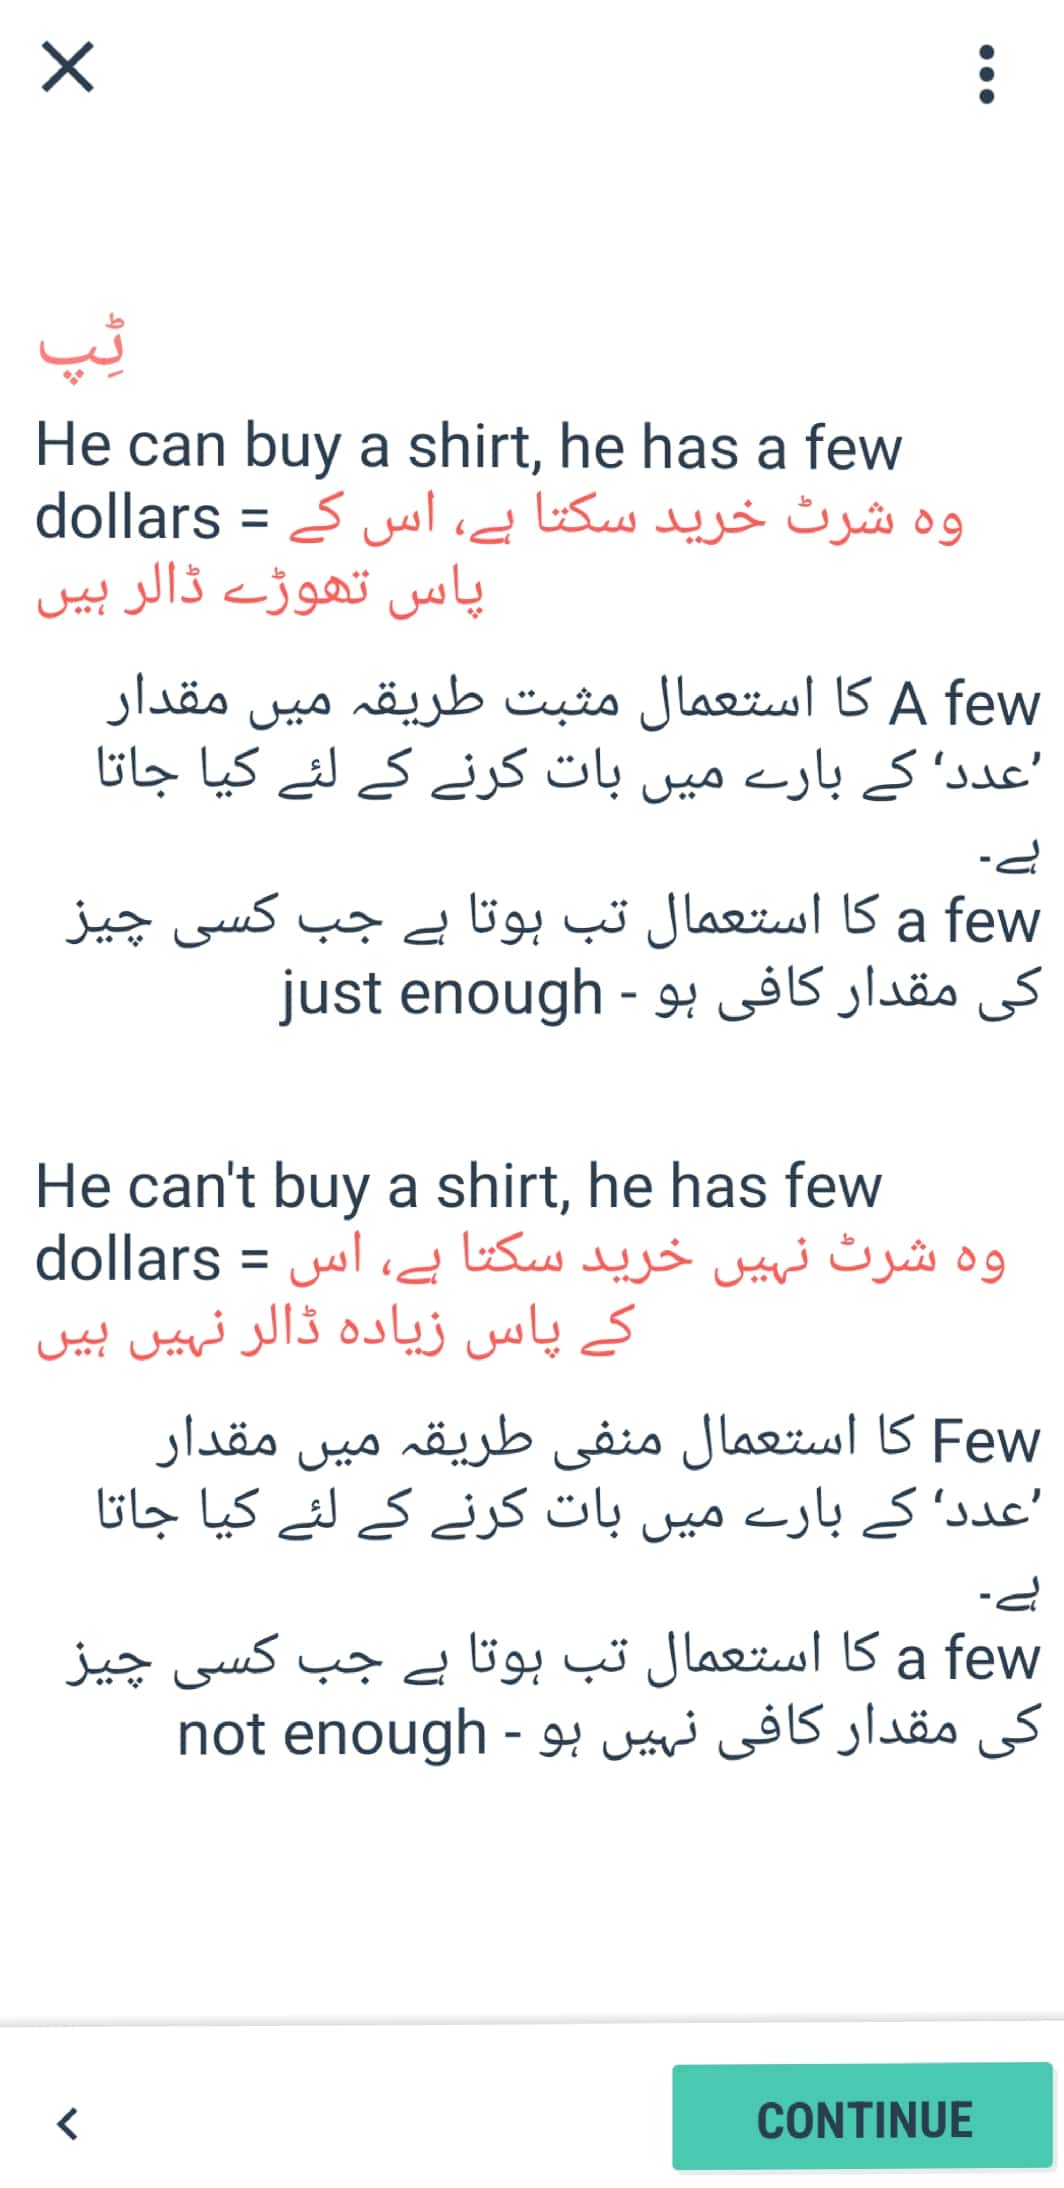 ٹِپ
He can buy a shirt, he has a few
dollars = وہ شرٹ خرید سکتا ہے، اس کے
پاس تھوڑے ڈالر ہیں
A few کا استعمال مثبت طریقہ میں مقدار
’عدد‘ کے بارے میں بات کرنے کے لئے کیا جاتا
ہے۔
a few کا استعمال تب ہوتا ہے جب کسی چیز
کی مقدار کافی ہو - just enough
He can't buy a shirt, he has few
dollars = وہ شرٹ نہیں خرید سکتا ہے، اس
کے پاس زیادہ ڈالر نہیں ہیں
Few کا استعمال منفی طریقہ میں مقدار
’عدد‘ کے بارے میں بات کرنے کے لئے کیا جاتا
ہے۔
a few کا استعمال تب ہوتا ہے جب کسی چیز
کی مقدار کافی نہیں ہو - not enough
CONTINUE